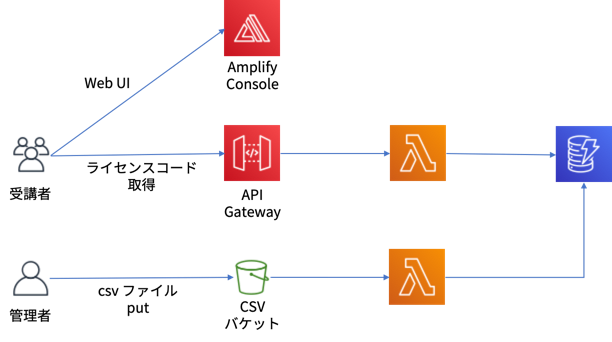 Amplify
Console
Web UI
ライセンスコード
取得
受講者
API
Gateway
csv ファイル
put
管理者
CSV
バケット